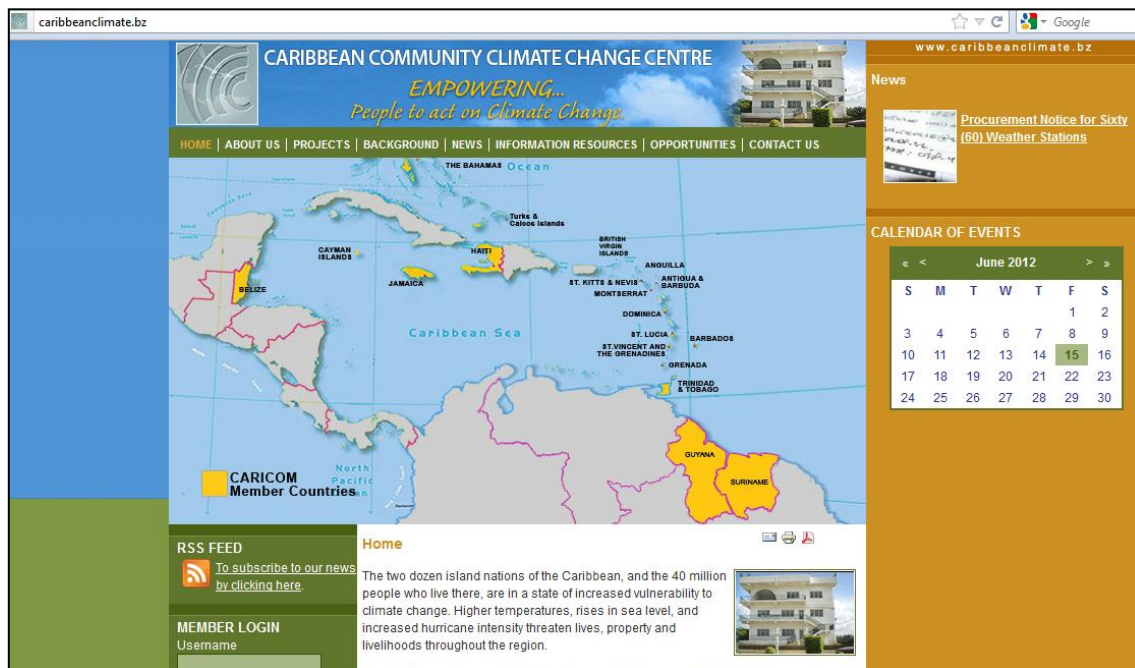 caribbeanclimate.bz
Google
CARIBBEAN COMMUNITY CLIMATE CHANGE CENTRE
EMPOWERING...
People to act on Climate Change.
www.caribbeanclimate.bz
HOME | ABOUT US | PROJECTS | BACKGROUND | NEWS | INFORMATION RESOURCES | OPPORTUNITIES | CONTACT US
THE BAHAMAS
Ocean
Turks &
Caicos Islands
CAYMAN
ISLANDS
HAITI
BRITISH
VIRGIN
ISLANDS
ANGUILLA
JAMAICA
BELIZE
ST. KITTS & NEVIS
ANTIGUA &
BARBUDA
MONTSERRAT
DOMINICA
Caribbean Sea
ST. LUCIA
BARBADOS
ST.VINCENT AND
THE GRENADINES
GRENADA
TRINIDAD
& TOBAGO
GUYANA
SURINAME
North
Pacific
CARICOM
Member Countries
News
Procurement Notice for Sixty
(60) Weather Stations
CALENDAR OF EVENTS
« < June 2012 > »
S M T W T F S
1 2
3 4 5 6 7 8 9
10 11 12 13 14 15 16
17 18 19 20 21 22 23
24 25 26 27 28 29 30
RSS FEED
To subscribe to our news
by clicking here.
MEMBER LOGIN
Username
Home
The two dozen island nations of the Caribbean, and the 40 million
people who live there, are in a state of increased vulnerability to
climate change. Higher temperatures, rises in sea level, and
increased hurricane intensity threaten lives, property and
livelihoods throughout the region.